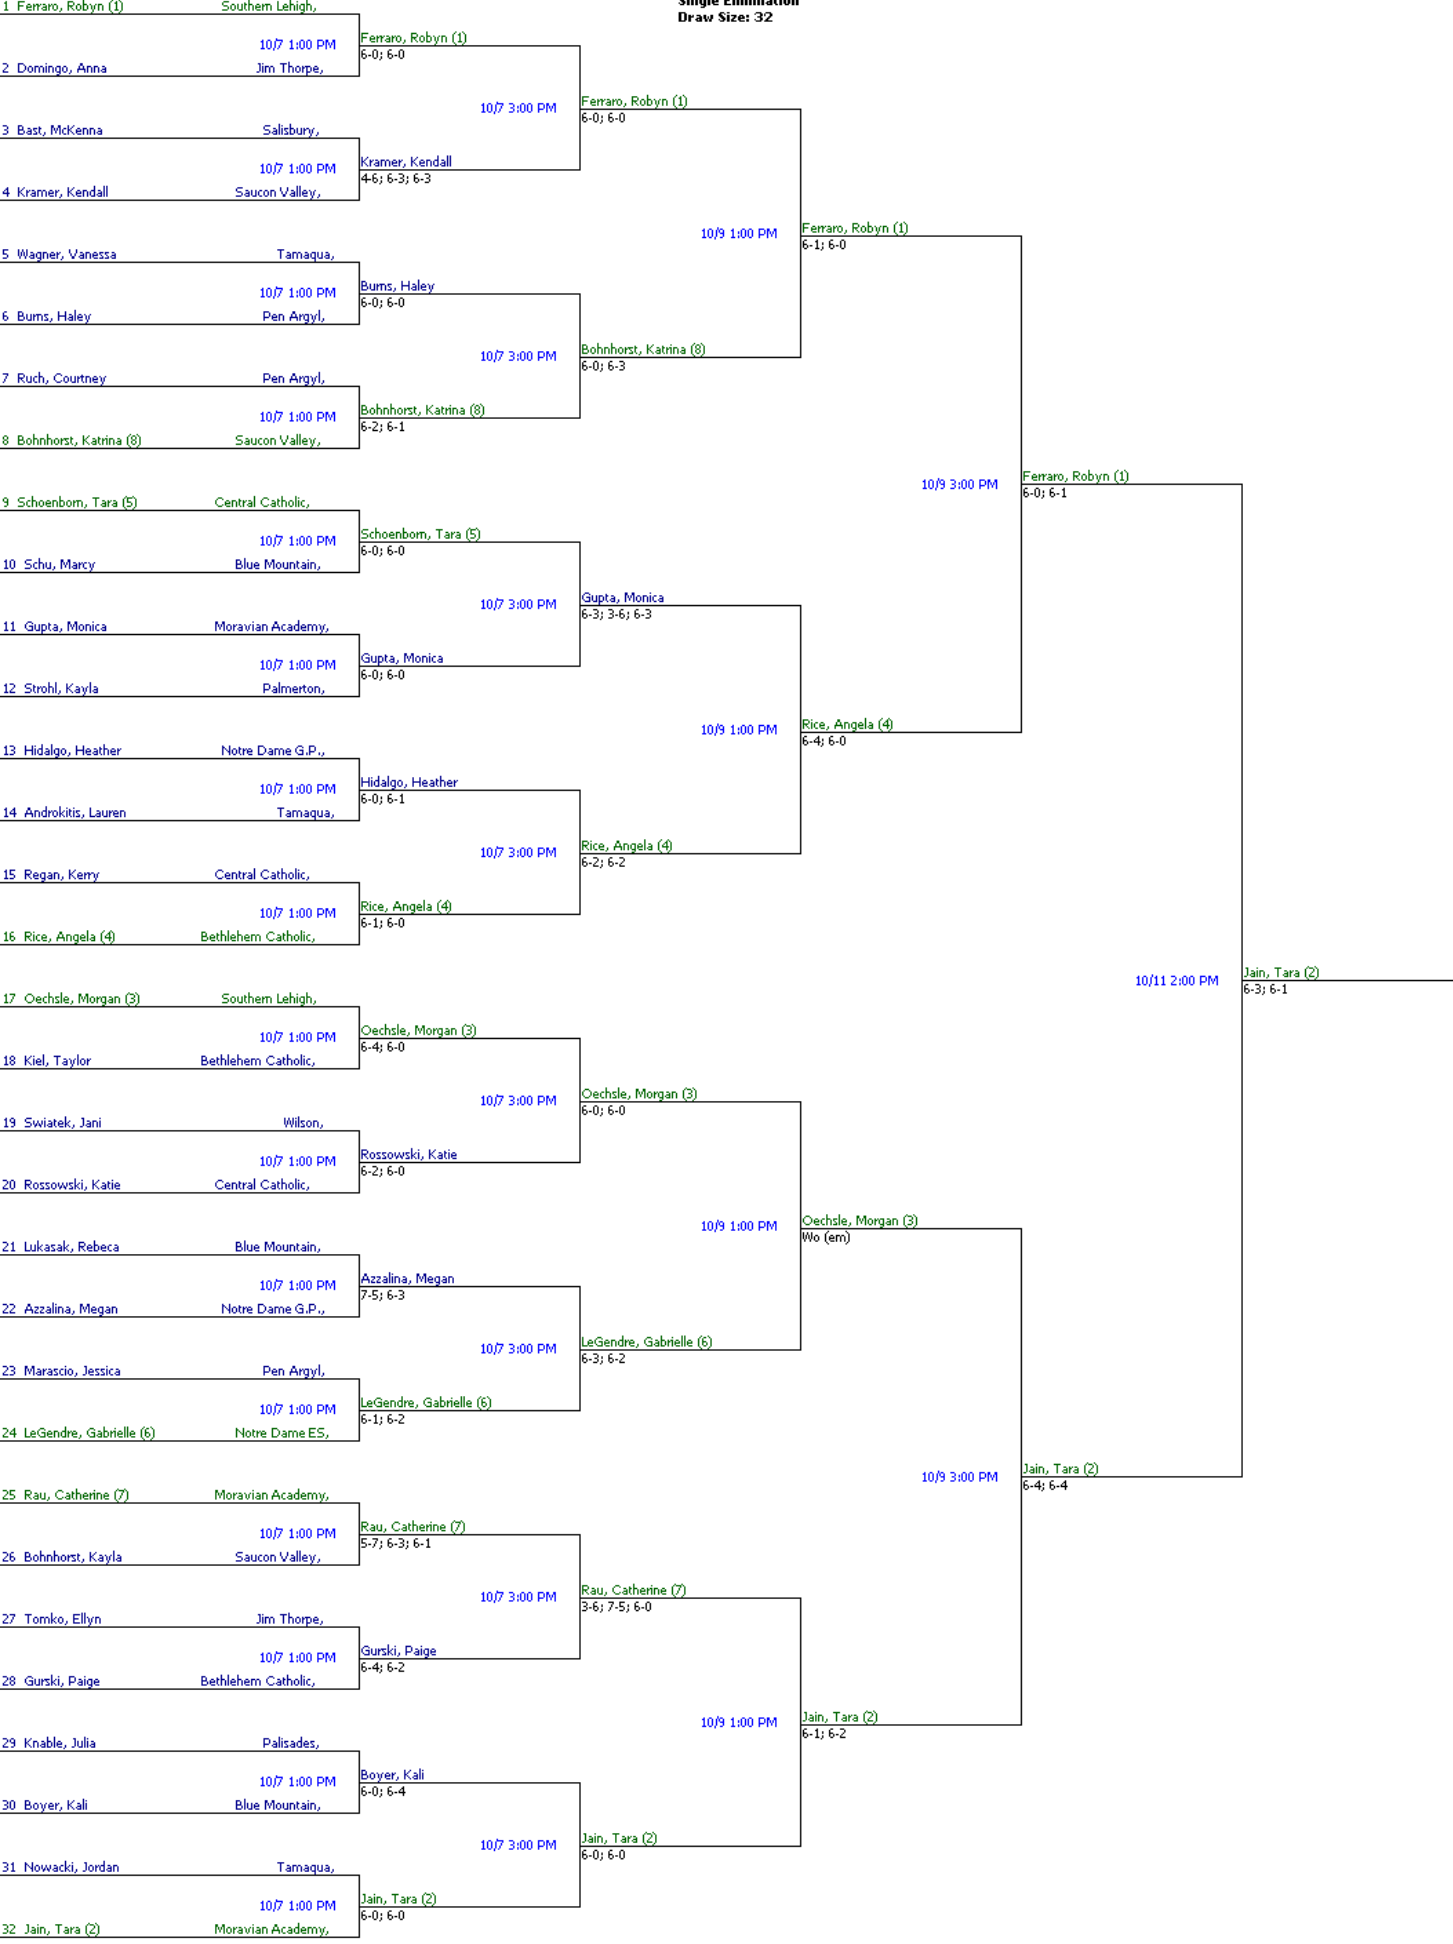 Single Elimination
Draw Size: 32
1 Ferraro, Robyn (1) Southern Lehigh,
10/7 1:00 PM Ferraro, Robyn (1)
6-0; 6-0
2 Domingo, Anna Jim Thorpe,
10/7 3:00 PM Ferraro, Robyn (1)
6-0; 6-0
3 Bast, McKenna Salisbury,
10/7 1:00 PM Kramer, Kendall
4-6; 6-3; 6-3
4 Kramer, Kendall Saucon Valley,
10/9 1:00 PM Ferraro, Robyn (1)
6-1; 6-0
5 Wagner, Vanessa Tamaqua,
10/7 1:00 PM Burns, Haley
6-0; 6-0
6 Burns, Haley Pen Argyl,
10/7 3:00 PM Bohnhorst, Katrina (8)
6-0; 6-3
7 Ruch, Courtney Pen Argyl,
10/7 1:00 PM Bohnhorst, Katrina (8)
6-2; 6-1
8 Bohnhorst, Katrina (8) Saucon Valley,
10/9 3:00 PM Ferraro, Robyn (1)
6-0; 6-1
9 Schoenborn, Tara (5) Central Catholic,
10/7 1:00 PM Schoenborn, Tara (5)
6-0; 6-0
10 Schu, Marcy Blue Mountain,
10/7 3:00 PM Gupta, Monica
6-3; 3-6; 6-3
11 Gupta, Monica Moravian Academy,
10/7 1:00 PM Gupta, Monica
6-0; 6-0
12 Strohl, Kayla Palmerton,
10/9 1:00 PM Rice, Angela (4)
6-4; 6-0
13 Hidalgo, Heather Notre Dame G.P.,
10/7 1:00 PM Hidalgo, Heather
6-0; 6-1
14 Androkitis, Lauren Tamaqua,
10/7 3:00 PM Rice, Angela (4)
6-2; 6-2
15 Regan, Kerry Central Catholic,
10/7 1:00 PM Rice, Angela (4)
6-1; 6-0
16 Rice, Angela (4) Bethlehem Catholic,
10/11 2:00 PM Jain, Tara (2)
6-3; 6-1
17 Oechsle, Morgan (3) Southern Lehigh,
10/7 1:00 PM Oechsle, Morgan (3)
6-4; 6-0
18 Kiel, Taylor Bethlehem Catholic,
10/7 3:00 PM Oechsle, Morgan (3)
6-0; 6-0
19 Swiatek, Jani Wilson,
10/7 1:00 PM Rossowski, Katie
6-2; 6-0
20 Rossowski, Katie Central Catholic,
10/9 1:00 PM Oechsle, Morgan (3)
Wo (em)
21 Lukasak, Rebeca Blue Mountain,
10/7 1:00 PM Azzalina, Megan
7-5; 6-3
22 Azzalina, Megan Notre Dame G.P.,
10/7 3:00 PM LeGendre, Gabrielle (6)
6-3; 6-2
23 Marascio, Jessica Pen Argyl,
10/7 1:00 PM LeGendre, Gabrielle (6)
6-1; 6-2
24 LeGendre, Gabrielle (6) Notre Dame ES,
10/9 3:00 PM Jain, Tara (2)
6-4; 6-4
25 Rau, Catherine (7) Moravian Academy,
10/7 1:00 PM Rau, Catherine (7)
5-7; 6-3; 6-1
26 Bohnhorst, Kayla Saucon Valley,
10/7 3:00 PM Rau, Catherine (7)
3-6; 7-5; 6-0
27 Tomko, Ellyn Jim Thorpe,
10/7 1:00 PM Gurski, Paige
6-4; 6-2
28 Gurski, Paige Bethlehem Catholic,
10/9 1:00 PM Jain, Tara (2)
6-1; 6-2
29 Knable, Julia Palisades,
10/7 1:00 PM Boyer, Kali
6-0; 6-4
30 Boyer, Kali Blue Mountain,
10/7 3:00 PM Jain, Tara (2)
6-0; 6-0
31 Nowacki, Jordan Tamaqua,
10/7 1:00 PM Jain, Tara (2)
6-0; 6-0
32 Jain, Tara (2) Moravian Academy,